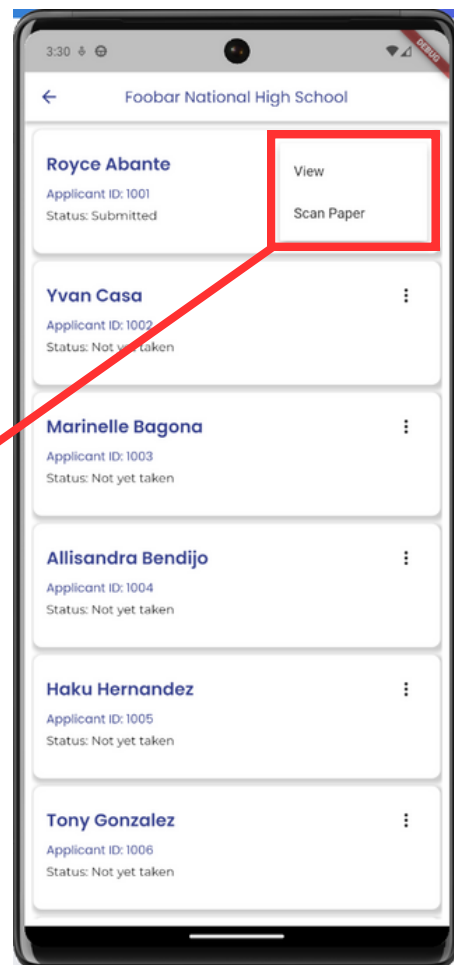 3:30
DEBUG
Foobar National High School
Royce Abante
Applicant ID: 1001
Status: Submitted
View
Scan Paper
Yvan Casa
Applicant ID: 1002
Status: Not yet taken
Marinelle Bagona
Applicant ID: 1003
Status: Not yet taken
Allisandra Bendijo
Applicant ID: 1004
Status: Not yet taken
Haku Hernandez
Applicant ID: 1005
Status: Not yet taken
Tony Gonzalez
Applicant ID: 1006
Status: Not yet taken